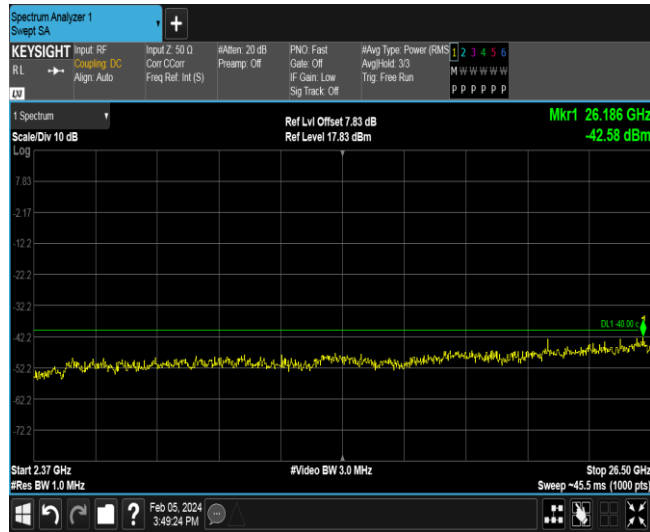 Spectrum Analyzer 1
Swept SA
KEYSIGHT
RL
LXI
Input: RF
Coupling: DC
Align: Auto
Input Z: 50 Ω
Corr CCorr
Freq Ref: Int (S)
#Atten: 20 dB
Preamp: Off
PNO: Fast
Gate: Off
IF Gain: Low
Sig Track: Off
#Avg Type: Power (RMS
Avg|Hold: 3/3
Trig: Free Run
1 2 3 4 5 6
M W W W W W
P P P P P P
1 Spectrum
Scale/Div 10 dB
Ref Lvl Offset 7.83 dB
Ref Level 17.83 dBm
Mkr1 26.186 GHz
-42.58 dBm
Log
7.83
-2.17
-12.2
-22.2
-32.2
-42.2
-52.2
-62.2
-72.2
1
Start 2.37 GHz
#Res BW 1.0 MHz
#Video BW 3.0 MHz
Stop 26.50 GHz
Sweep ~45.5 ms (1000 pts)
?
Feb 05, 2024
3:49:24 PM